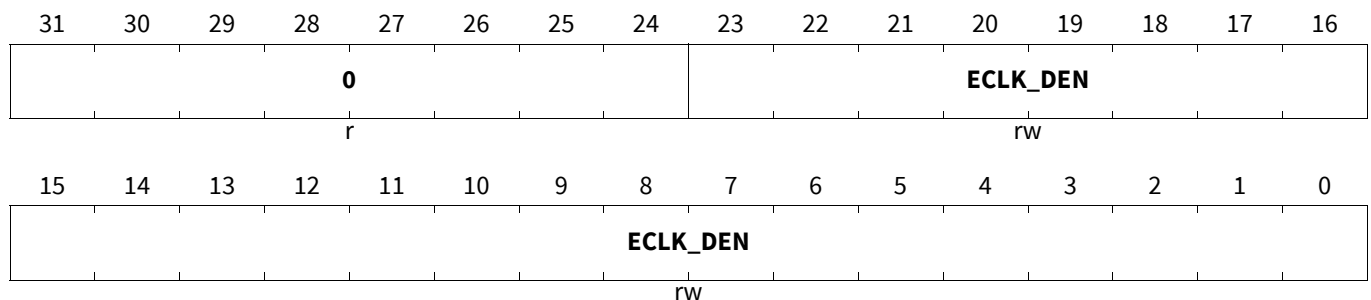 31 30 29 28 27 26 25 24 23 22 21 20 19 18 17 16
0 ECLK_DEN
r rw
15 14 13 12 11 10 9 8 7 6 5 4 3 2 1 0
ECLK_DEN
rw